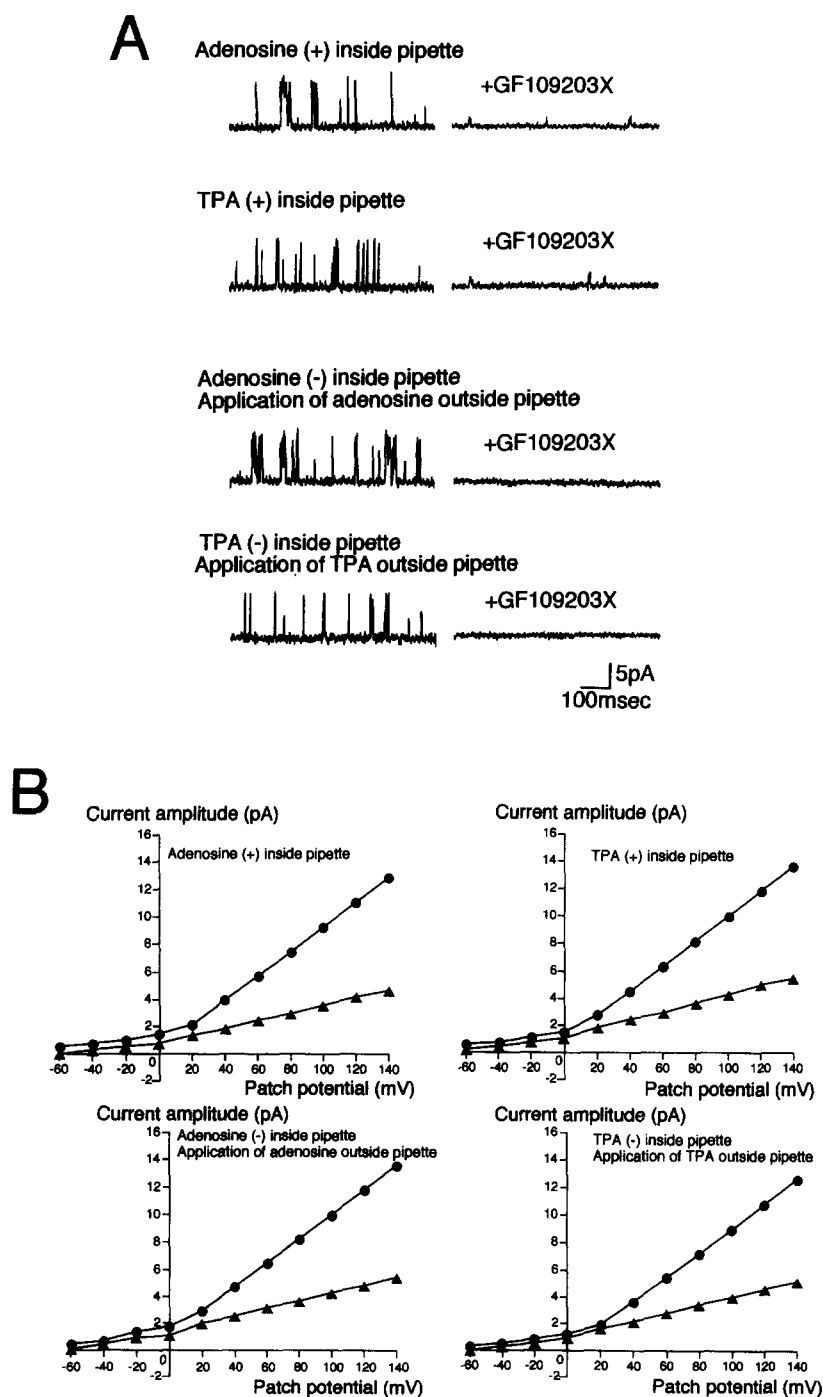 A
Adenosine (+) inside pipette
+GF109203X
TPA (+) inside pipette
+GF109203X
Adenosine (-) inside pipette
Application of adenosine outside pipette
+GF109203X
TPA (-) inside pipette
Application of TPA outside pipette
+GF109203X
5pA
100msec
B
Current amplitude (pA)
16
Adenosine (+) inside pipette
14
12
10
8
6
4
2
0
-2
-60 -40 -20 20 40 60 80 100 120 140
Patch potential (mV)
Current amplitude (pA)
16
TPA (+) inside pipette
14
12
10
8
6
4
2
0
-2
-60 -40 -20 20 40 60 80 100 120 140
Patch potential (mV)
Current amplitude (pA)
16
Adenosine (-) inside pipette
Application of adenosine outside pipette
14
12
10
8
6
4
2
0
-2
-60 -40 -20 20 40 60 80 100 120 140
Patch potential (mV)
Current amplitude (pA)
16
TPA (-) inside pipette
Application of TPA outside pipette
14
12
10
8
6
4
2
0
-2
-60 -40 -20 20 40 60 80 100 120 140
Patch potential (mV)